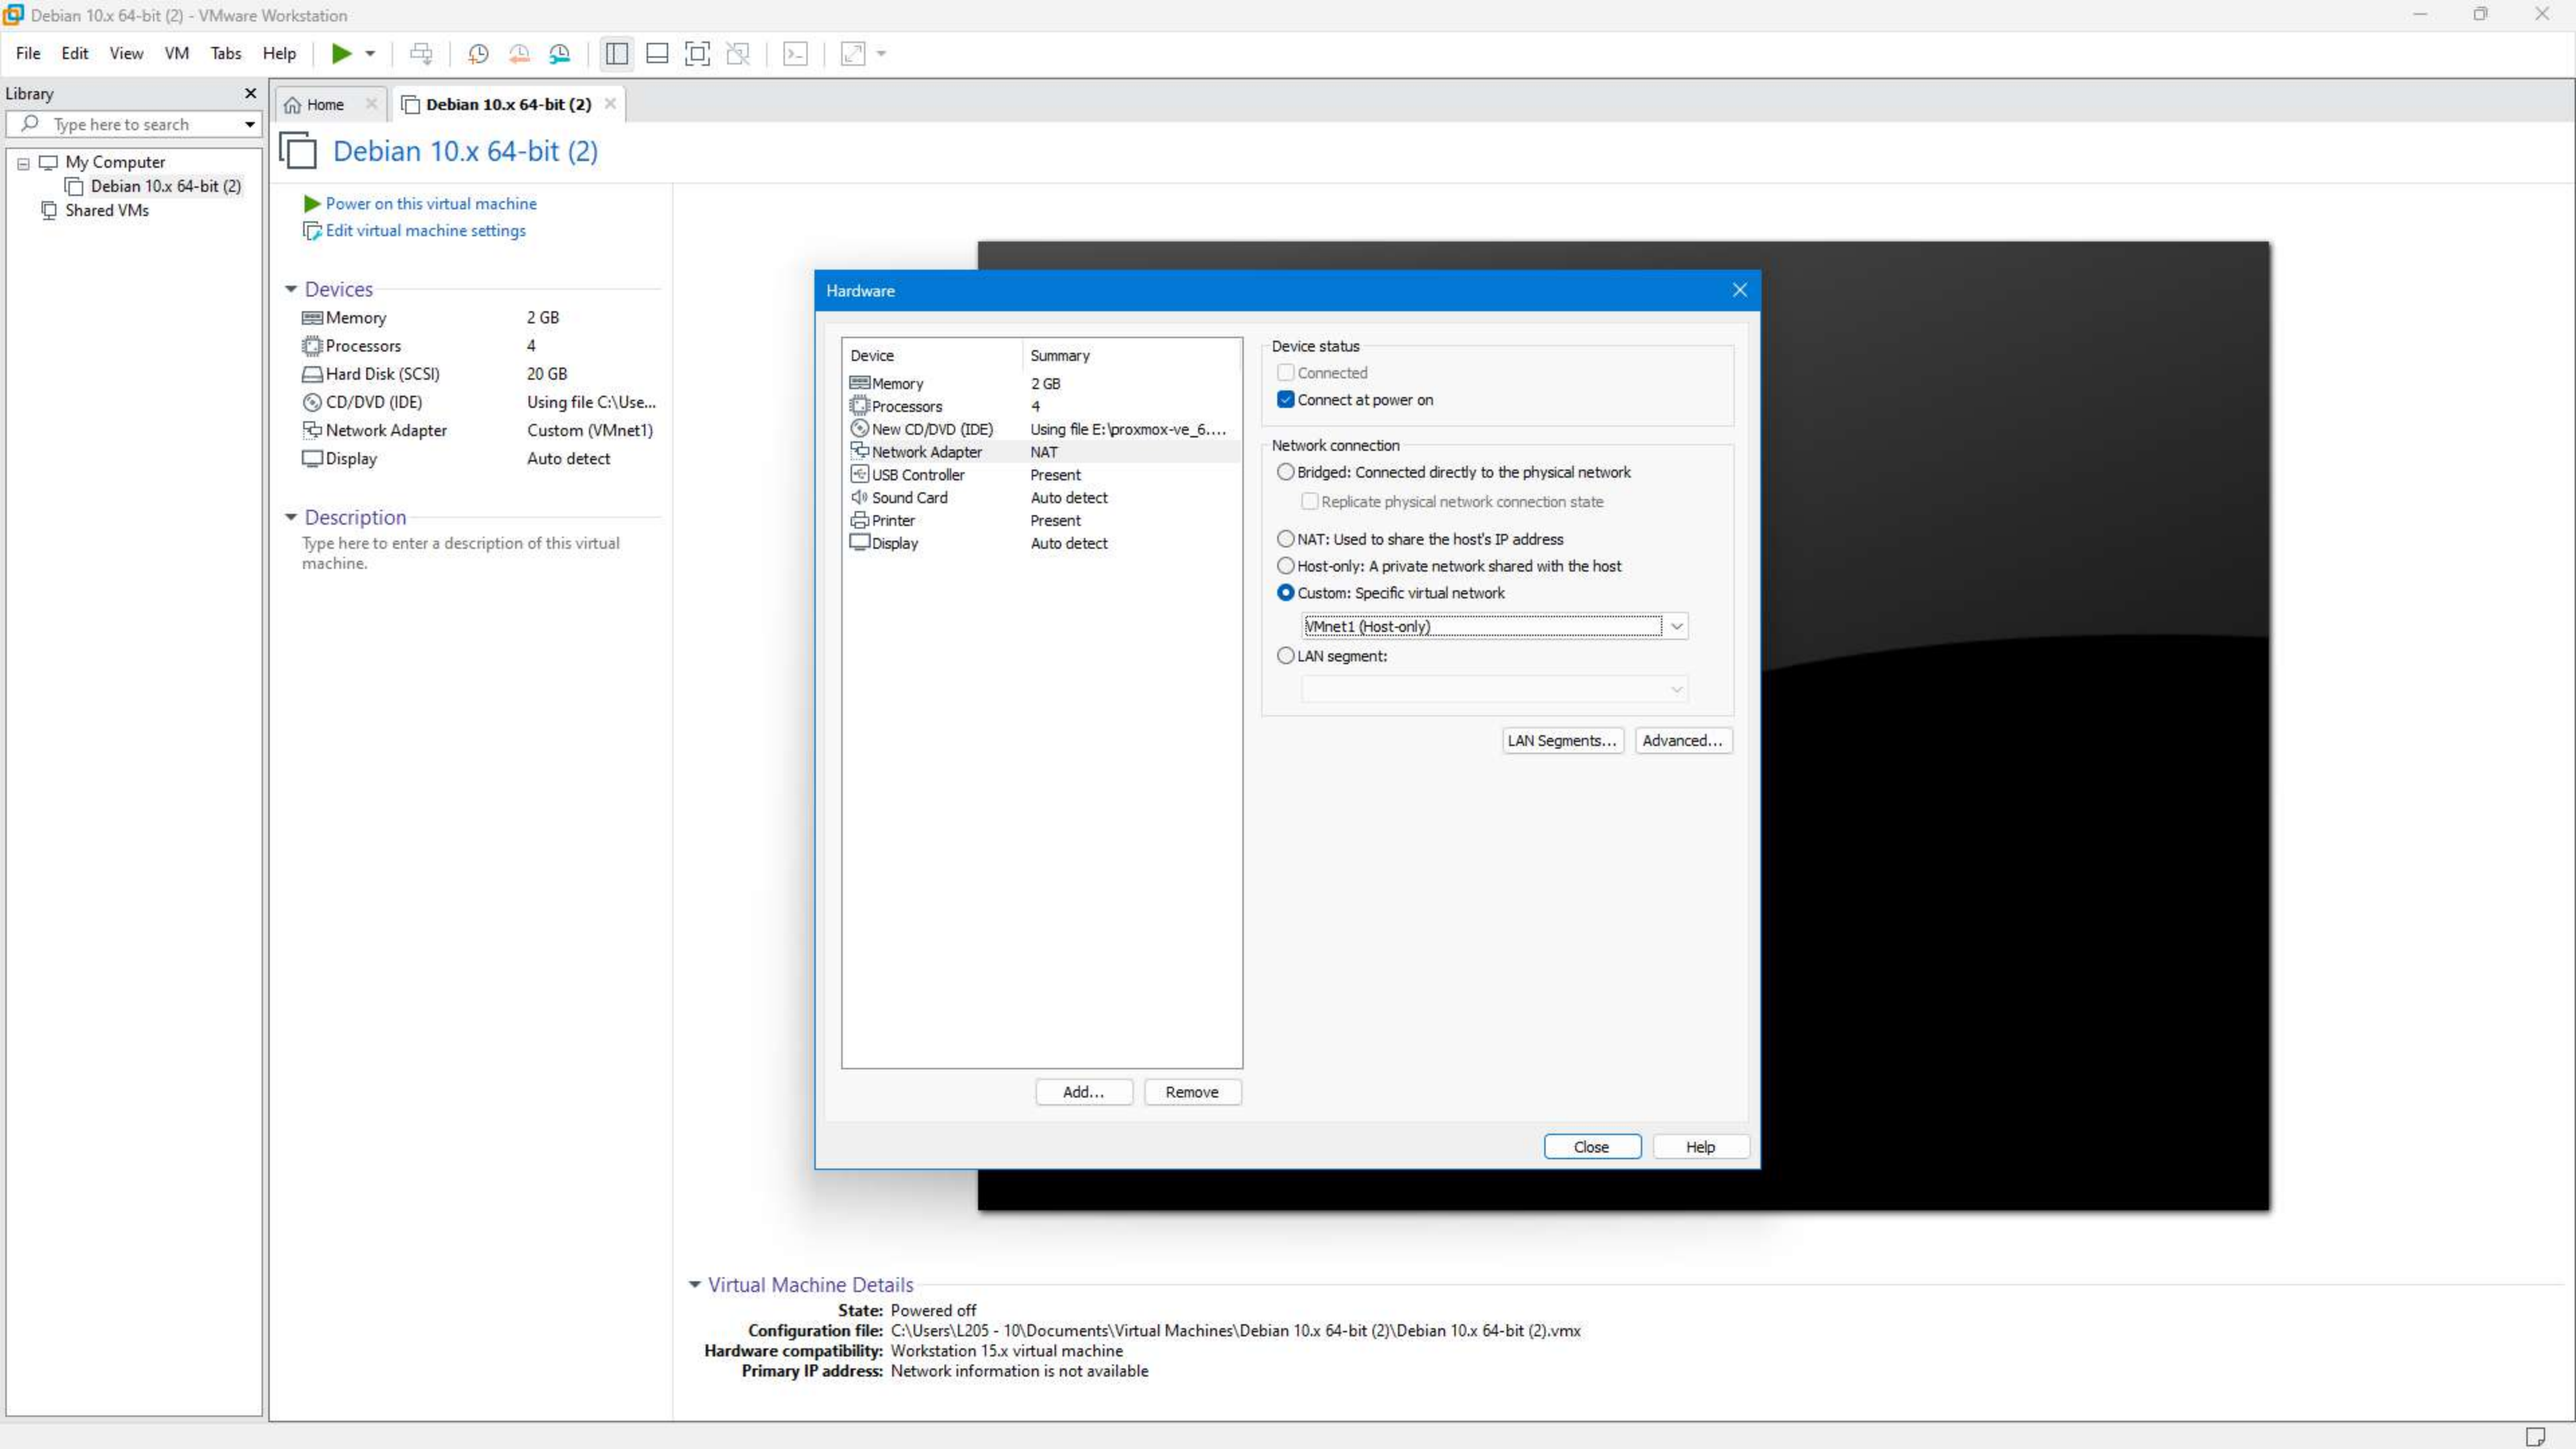 Debian 10.x 64-bit (2) - VMware Workstation
File Edit View VM Tabs Help
Library
Type here to search
My Computer
Debian 10.x 64-bit (2)
Shared VMs
Home
Debian 10.x 64-bit (2)
Debian 10.x 64-bit (2)
Power on this virtual machine
Edit virtual machine settings
Devices
Memory 2 GB
Processors 4
Hard Disk (SCSI) 20 GB
CD/DVD (IDE) Using file C:\Use...
Network Adapter Custom (VMnet1)
Display Auto detect
Description
Type here to enter a description of this virtual
machine.
Hardware
Device Summary
Memory 2 GB
Processors 4
New CD/DVD (IDE) Using file E:\proxmox-ve_6....
Network Adapter NAT
USB Controller Present
Sound Card Auto detect
Printer Present
Display Auto detect
Add...
Remove
Device status
Connected
Connect at power on
Network connection
Bridged: Connected directly to the physical network
Replicate physical network connection state
NAT: Used to share the host's IP address
Host-only: A private network shared with the host
Custom: Specific virtual network
VMnet1 (Host-only)
LAN segment:
LAN Segments...
Advanced...
Close
Help
Virtual Machine Details
State: Powered off
Configuration file: C:\Users\L205 - 10\Documents\Virtual Machines\Debian 10.x 64-bit (2)\Debian 10.x 64-bit (2).vmx
Hardware compatibility: Workstation 15.x virtual machine
Primary IP address: Network information is not available